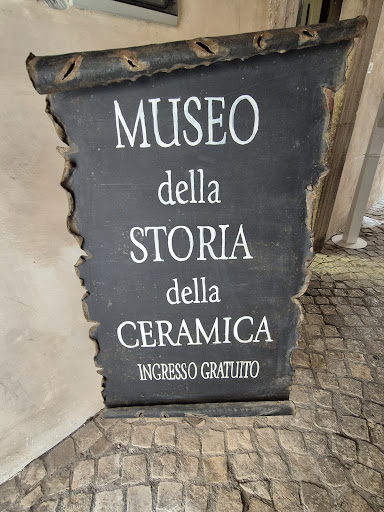 MUSEO
della
STORIA
della
CERAMICA
INGRESSO GRATUITO